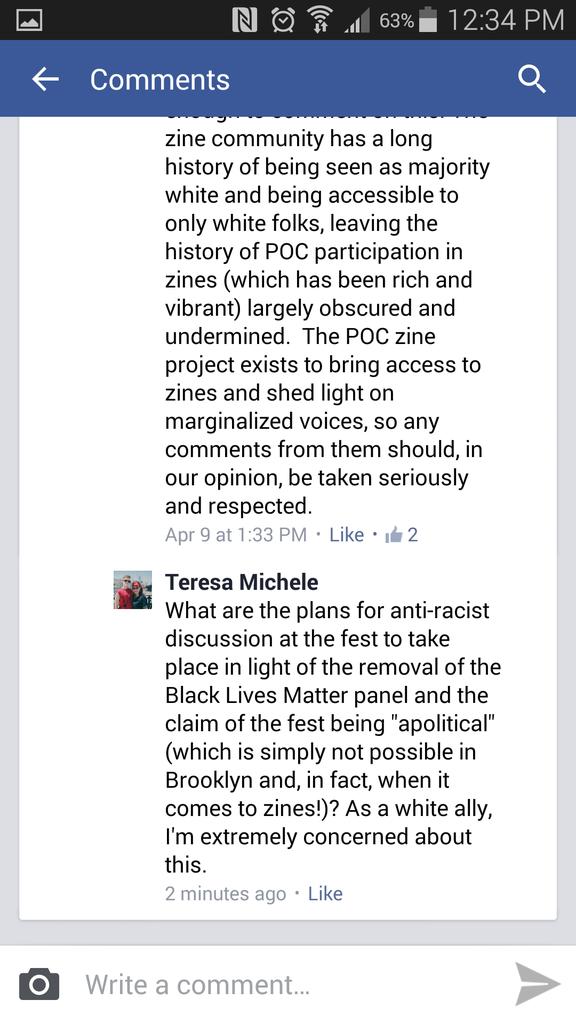 63% 12:34 PM
Comments
enough to comment on this. The
zine community has a long
history of being seen as majority
white and being accessible to
only white folks, leaving the
history of POC participation in
zines (which has been rich and
vibrant) largely obscured and
undermined.  The POC zine
project exists to bring access to
zines and shed light on
marginalized voices, so any
comments from them should, in
our opinion, be taken seriously
and respected.
Apr 9 at 1:33 PM · Like · 2
Teresa Michele
What are the plans for anti-racist
discussion at the fest to take
place in light of the removal of the
Black Lives Matter panel and the
claim of the fest being "apolitical"
(which is simply not possible in
Brooklyn and, in fact, when it
comes to zines!)? As a white ally,
I'm extremely concerned about
this.
2 minutes ago · Like
Write a comment...